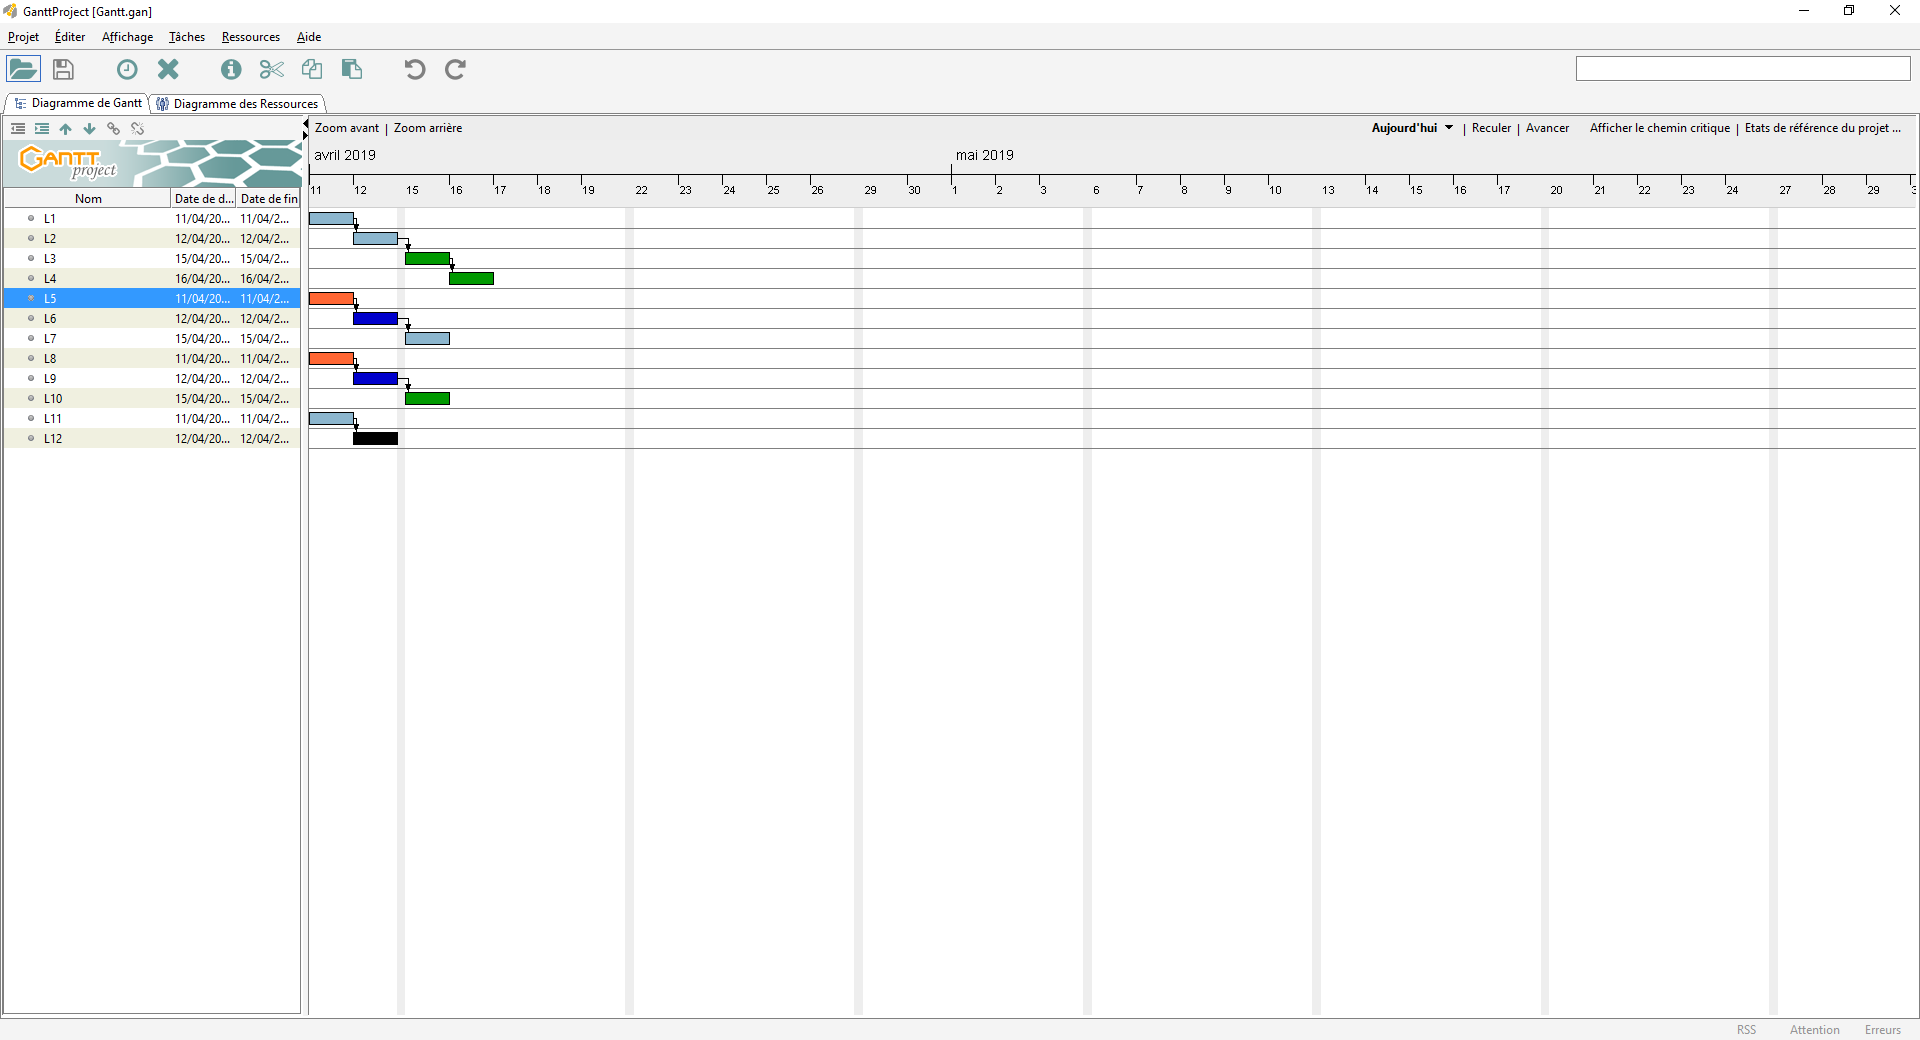 GanttProject [Gantt.gan]
Projet Éditer Affichage Tâches Ressources Aide
Diagramme de Gantt Diagramme des Ressources
Zoom avant | Zoom arrière Aujourd'hui | Reculer | Avancer Afficher le chemin critique | Etats de référence du projet ...
GANTT project
avril 2019 mai 2019
11 12 15 16 17 18 19 22 23 24 25 26 29 30 1 2 3 6 7 8 9 10 13 14 15 16 17 20 21 22 23 24 27 28 29
Nom Date de d... Date de fin
L1 11/04/20... 11/04/2...
L2 12/04/20... 12/04/2...
L3 15/04/20... 15/04/2...
L4 16/04/20... 16/04/2...
L5 11/04/20... 11/04/2...
L6 12/04/20... 12/04/2...
L7 15/04/20... 15/04/2...
L8 11/04/20... 11/04/2...
L9 12/04/20... 12/04/2...
L10 15/04/20... 15/04/2...
L11 11/04/20... 11/04/2...
L12 12/04/20... 12/04/2...
RSS Attention Erreurs